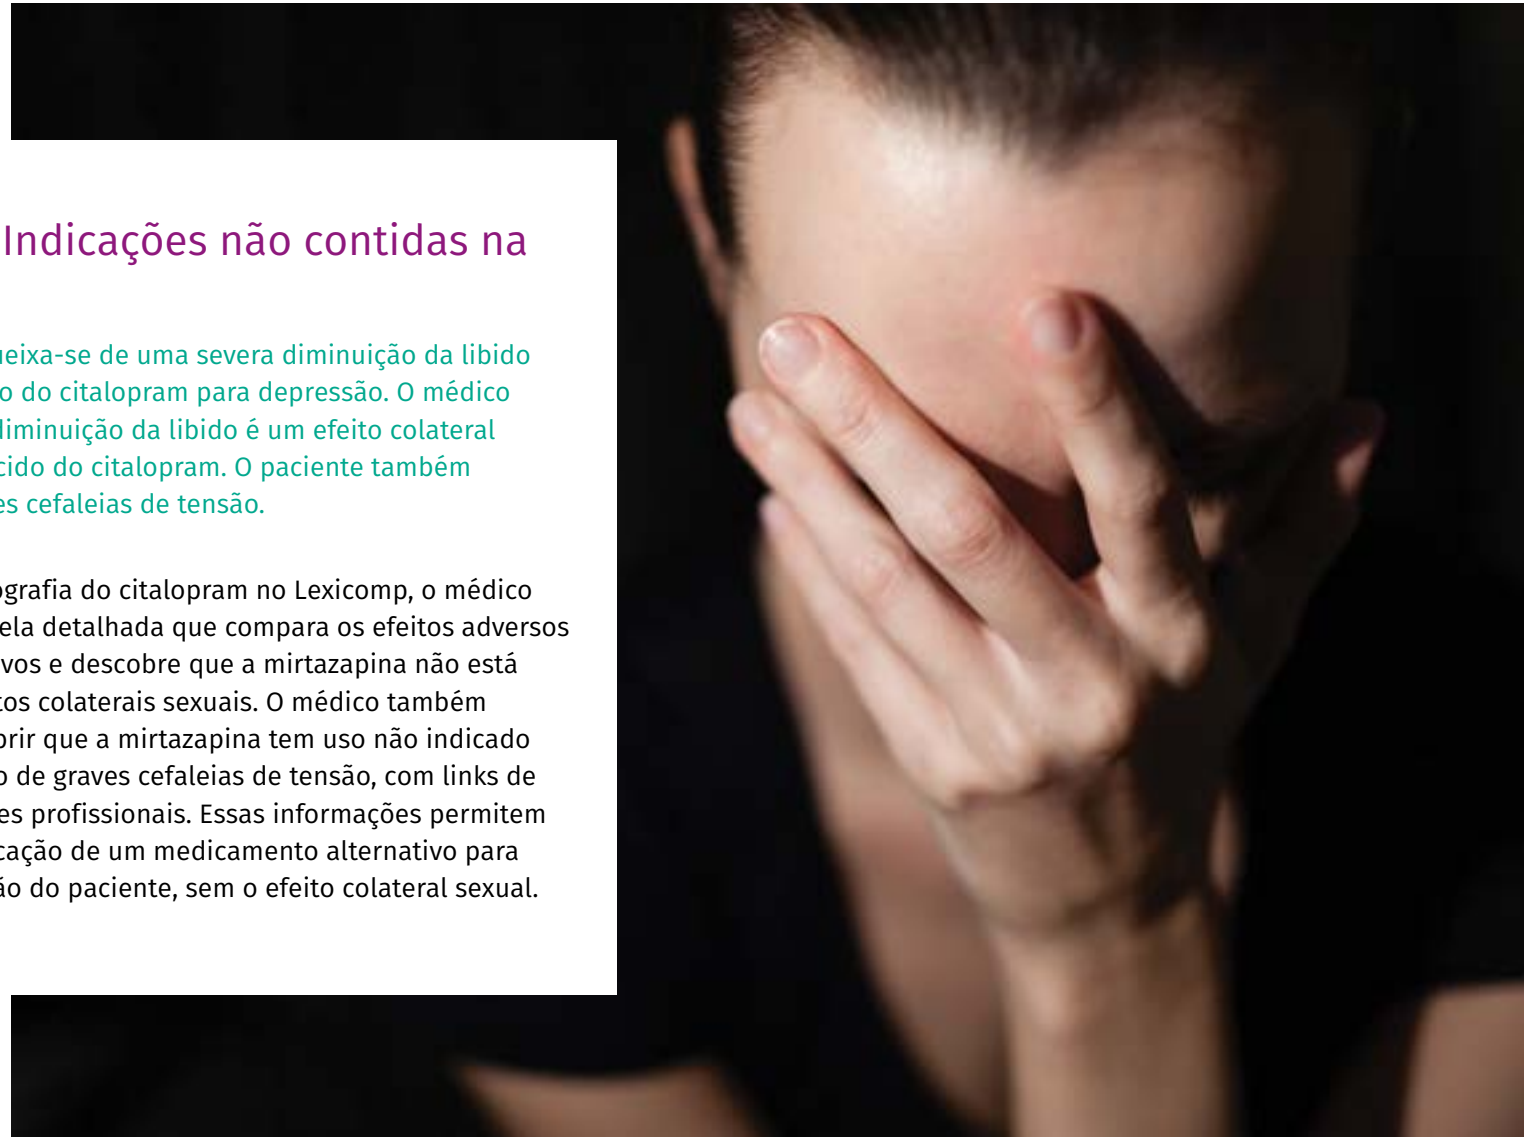 Indicações não contidas na
ueixa-se de uma severa diminuição da libido
o do citalopram para depressão. O médico
diminuição da libido é um efeito colateral
cido do citalopram. O paciente também
es cefaleias de tensão.
ografia do citalopram no Lexicomp, o médico
ela detalhada que compara os efeitos adversos
vos e descobre que a mirtazapina não está
tos colaterais sexuais. O médico também
brir que a mirtazapina tem uso não indicado
o de graves cefaleias de tensão, com links de
es profissionais. Essas informações permitem
cação de um medicamento alternativo para
ão do paciente, sem o efeito colateral sexual.